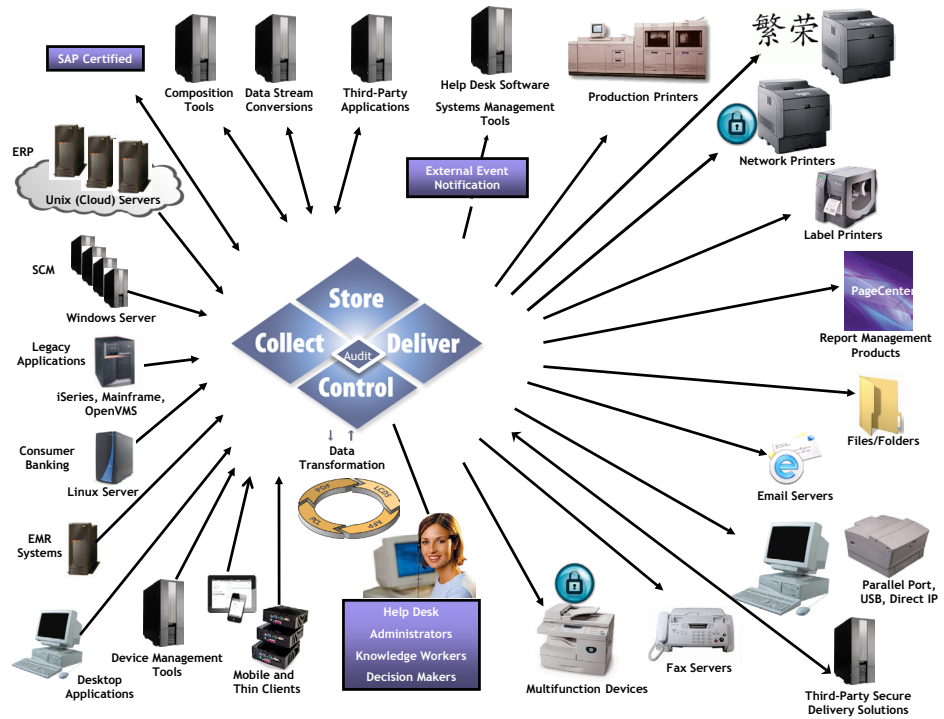 SAP Certified
Composition
Tools
Data Stream
Conversions
Third-Party
Applications
Help Desk Software
Systems Management
Tools
Production Printers
繁荣
Network Printers
External Event
Notification
ERP
Unix (Cloud) Servers
Label Printers
SCM
Windows Server
PageCenter
Report Management
Products
Store
Collect
Audit
Deliver
Control
Legacy
Applications
iSeries, Mainframe,
OpenVMS
Data
Transformation
PDF
LCDS
PCL
AFP
Files/Folders
Consumer
Banking
Linux Server
Email Servers
EMR
Systems
Parallel Port,
USB, Direct IP
Help Desk
Administrators
Knowledge Workers
Decision Makers
Desktop
Applications
Device Management
Tools
Mobile and
Thin Clients
Multifunction Devices
Fax Servers
Third-Party Secure
Delivery Solutions